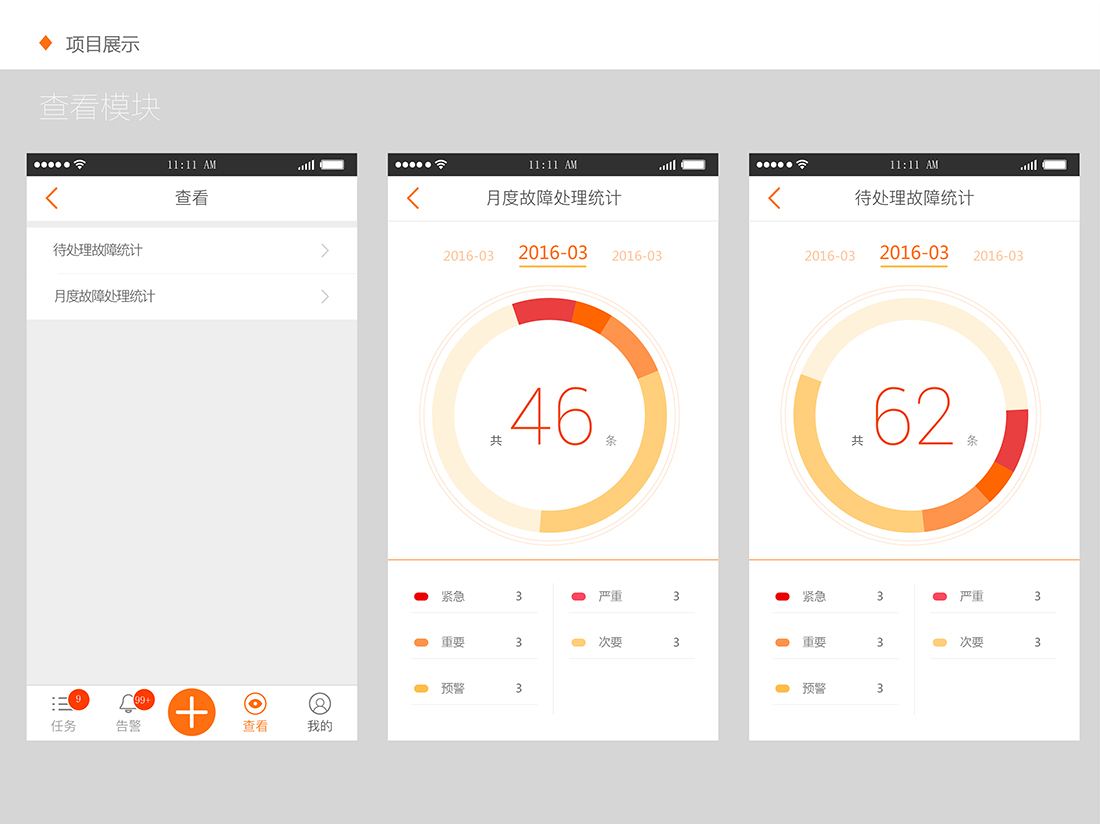 项目展示
查看模块
11:11 AM
查看
待处理故障统计
月度故障处理统计
9
99+
任务
告警
查看
我的
11:11 AM
月度故障处理统计
2016-03 2016-03 2016-03
共 46 条
紧急 3 严重 3
重要 3 次要 3
预警 3
11:11 AM
待处理故障统计
2016-03 2016-03 2016-03
共 62 条
紧急 3 严重 3
重要 3 次要 3
预警 3